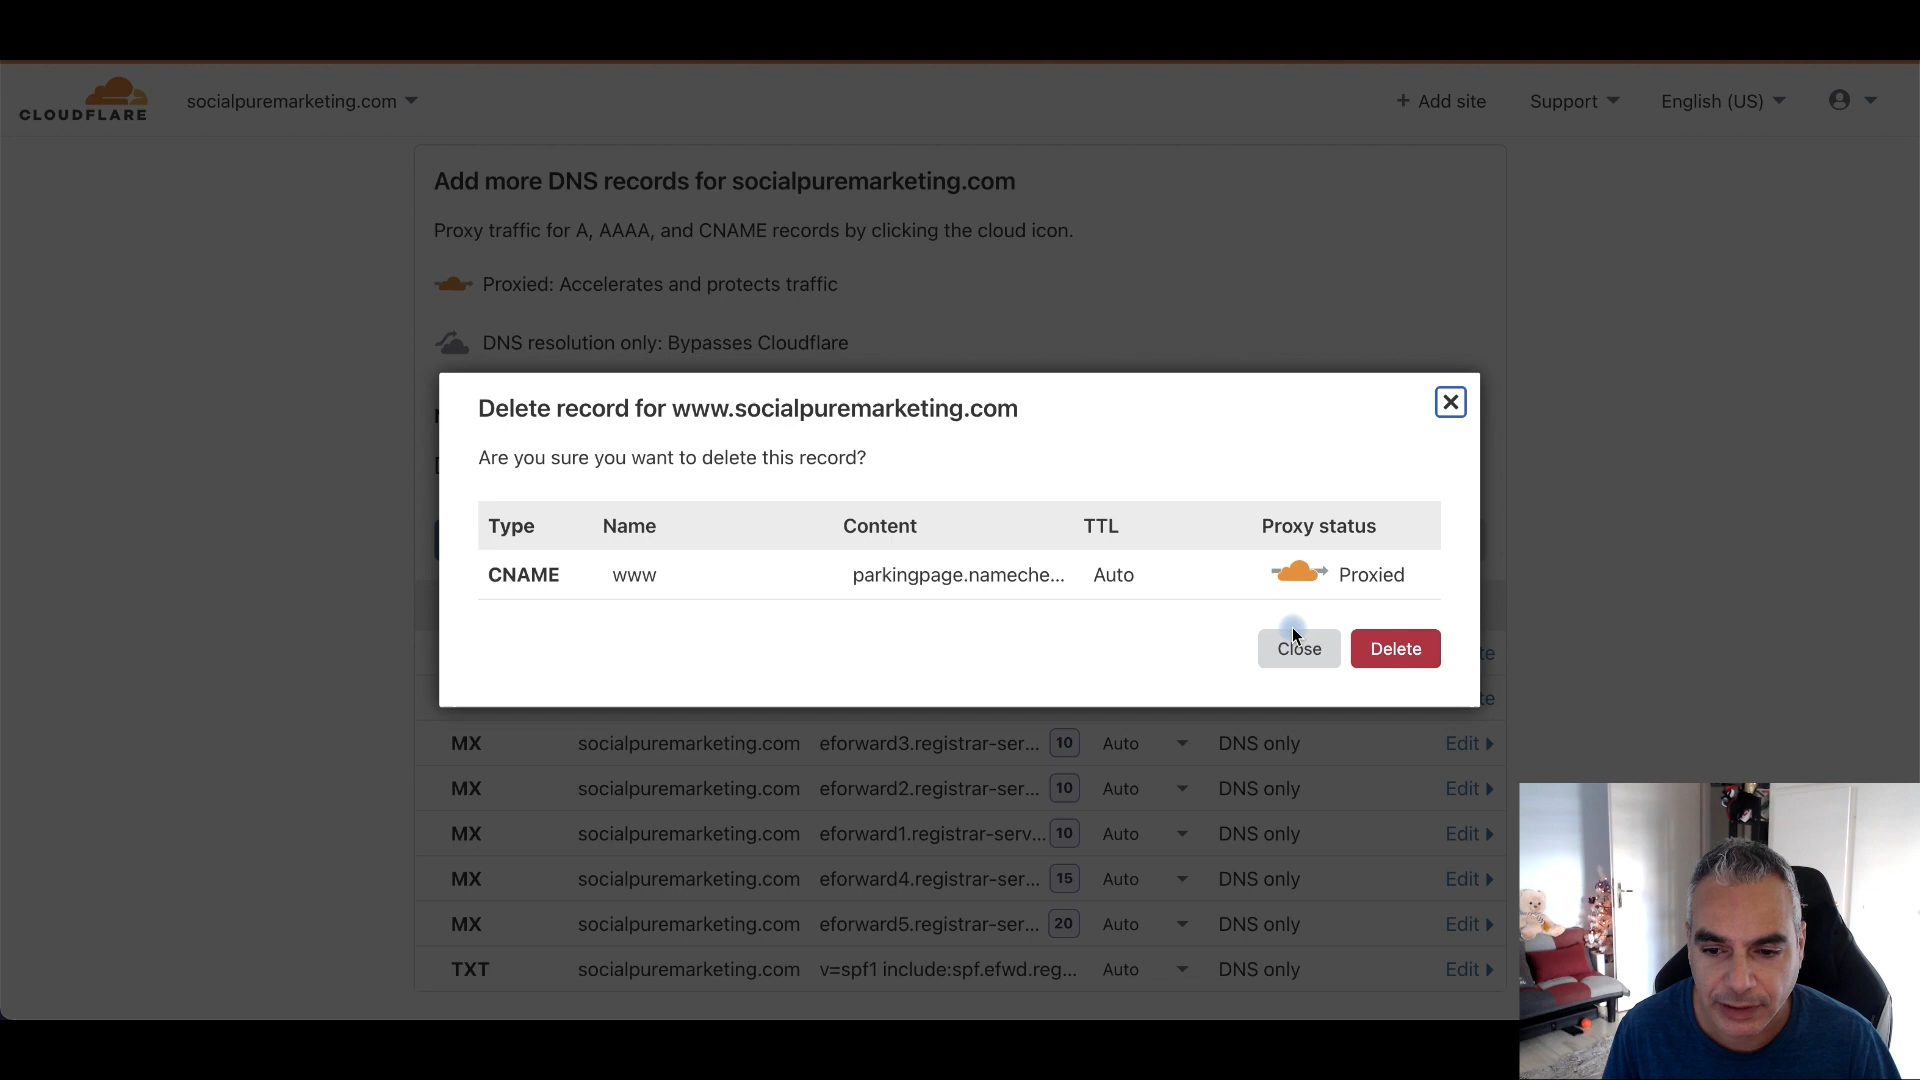 CLOUDFLARE
socialpuremarketing.com
+ Add site
Support
English (US)
Add more DNS records for socialpuremarketing.com
Proxy traffic for A, AAAA, and CNAME records by clicking the cloud icon.
Proxied: Accelerates and protects traffic
DNS resolution only: Bypasses Cloudflare
Delete record for www.socialpuremarketing.com
Are you sure you want to delete this record?
Type Name Content TTL Proxy status
CNAME www parkingpage.nameche... Auto Proxied
Close Delete
MX socialpuremarketing.com eforward3.registrar-ser... 10 Auto DNS only Edit
MX socialpuremarketing.com eforward2.registrar-ser... 10 Auto DNS only Edit
MX socialpuremarketing.com eforward1.registrar-serv... 10 Auto DNS only Edit
MX socialpuremarketing.com eforward4.registrar-ser... 15 Auto DNS only Edit
MX socialpuremarketing.com eforward5.registrar-ser... 20 Auto DNS only Edit
TXT socialpuremarketing.com v=spf1 include:spf.efwd.reg... Auto DNS only Edit